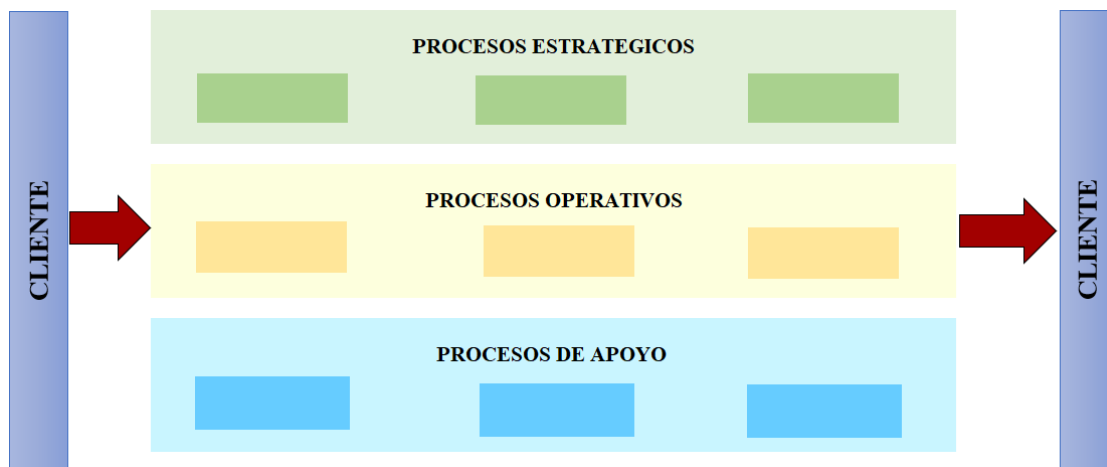 PROCESOS ESTRATEGICOS
CLIENTE
PROCESOS OPERATIVOS
CLIENTE
PROCESOS DE APOYO